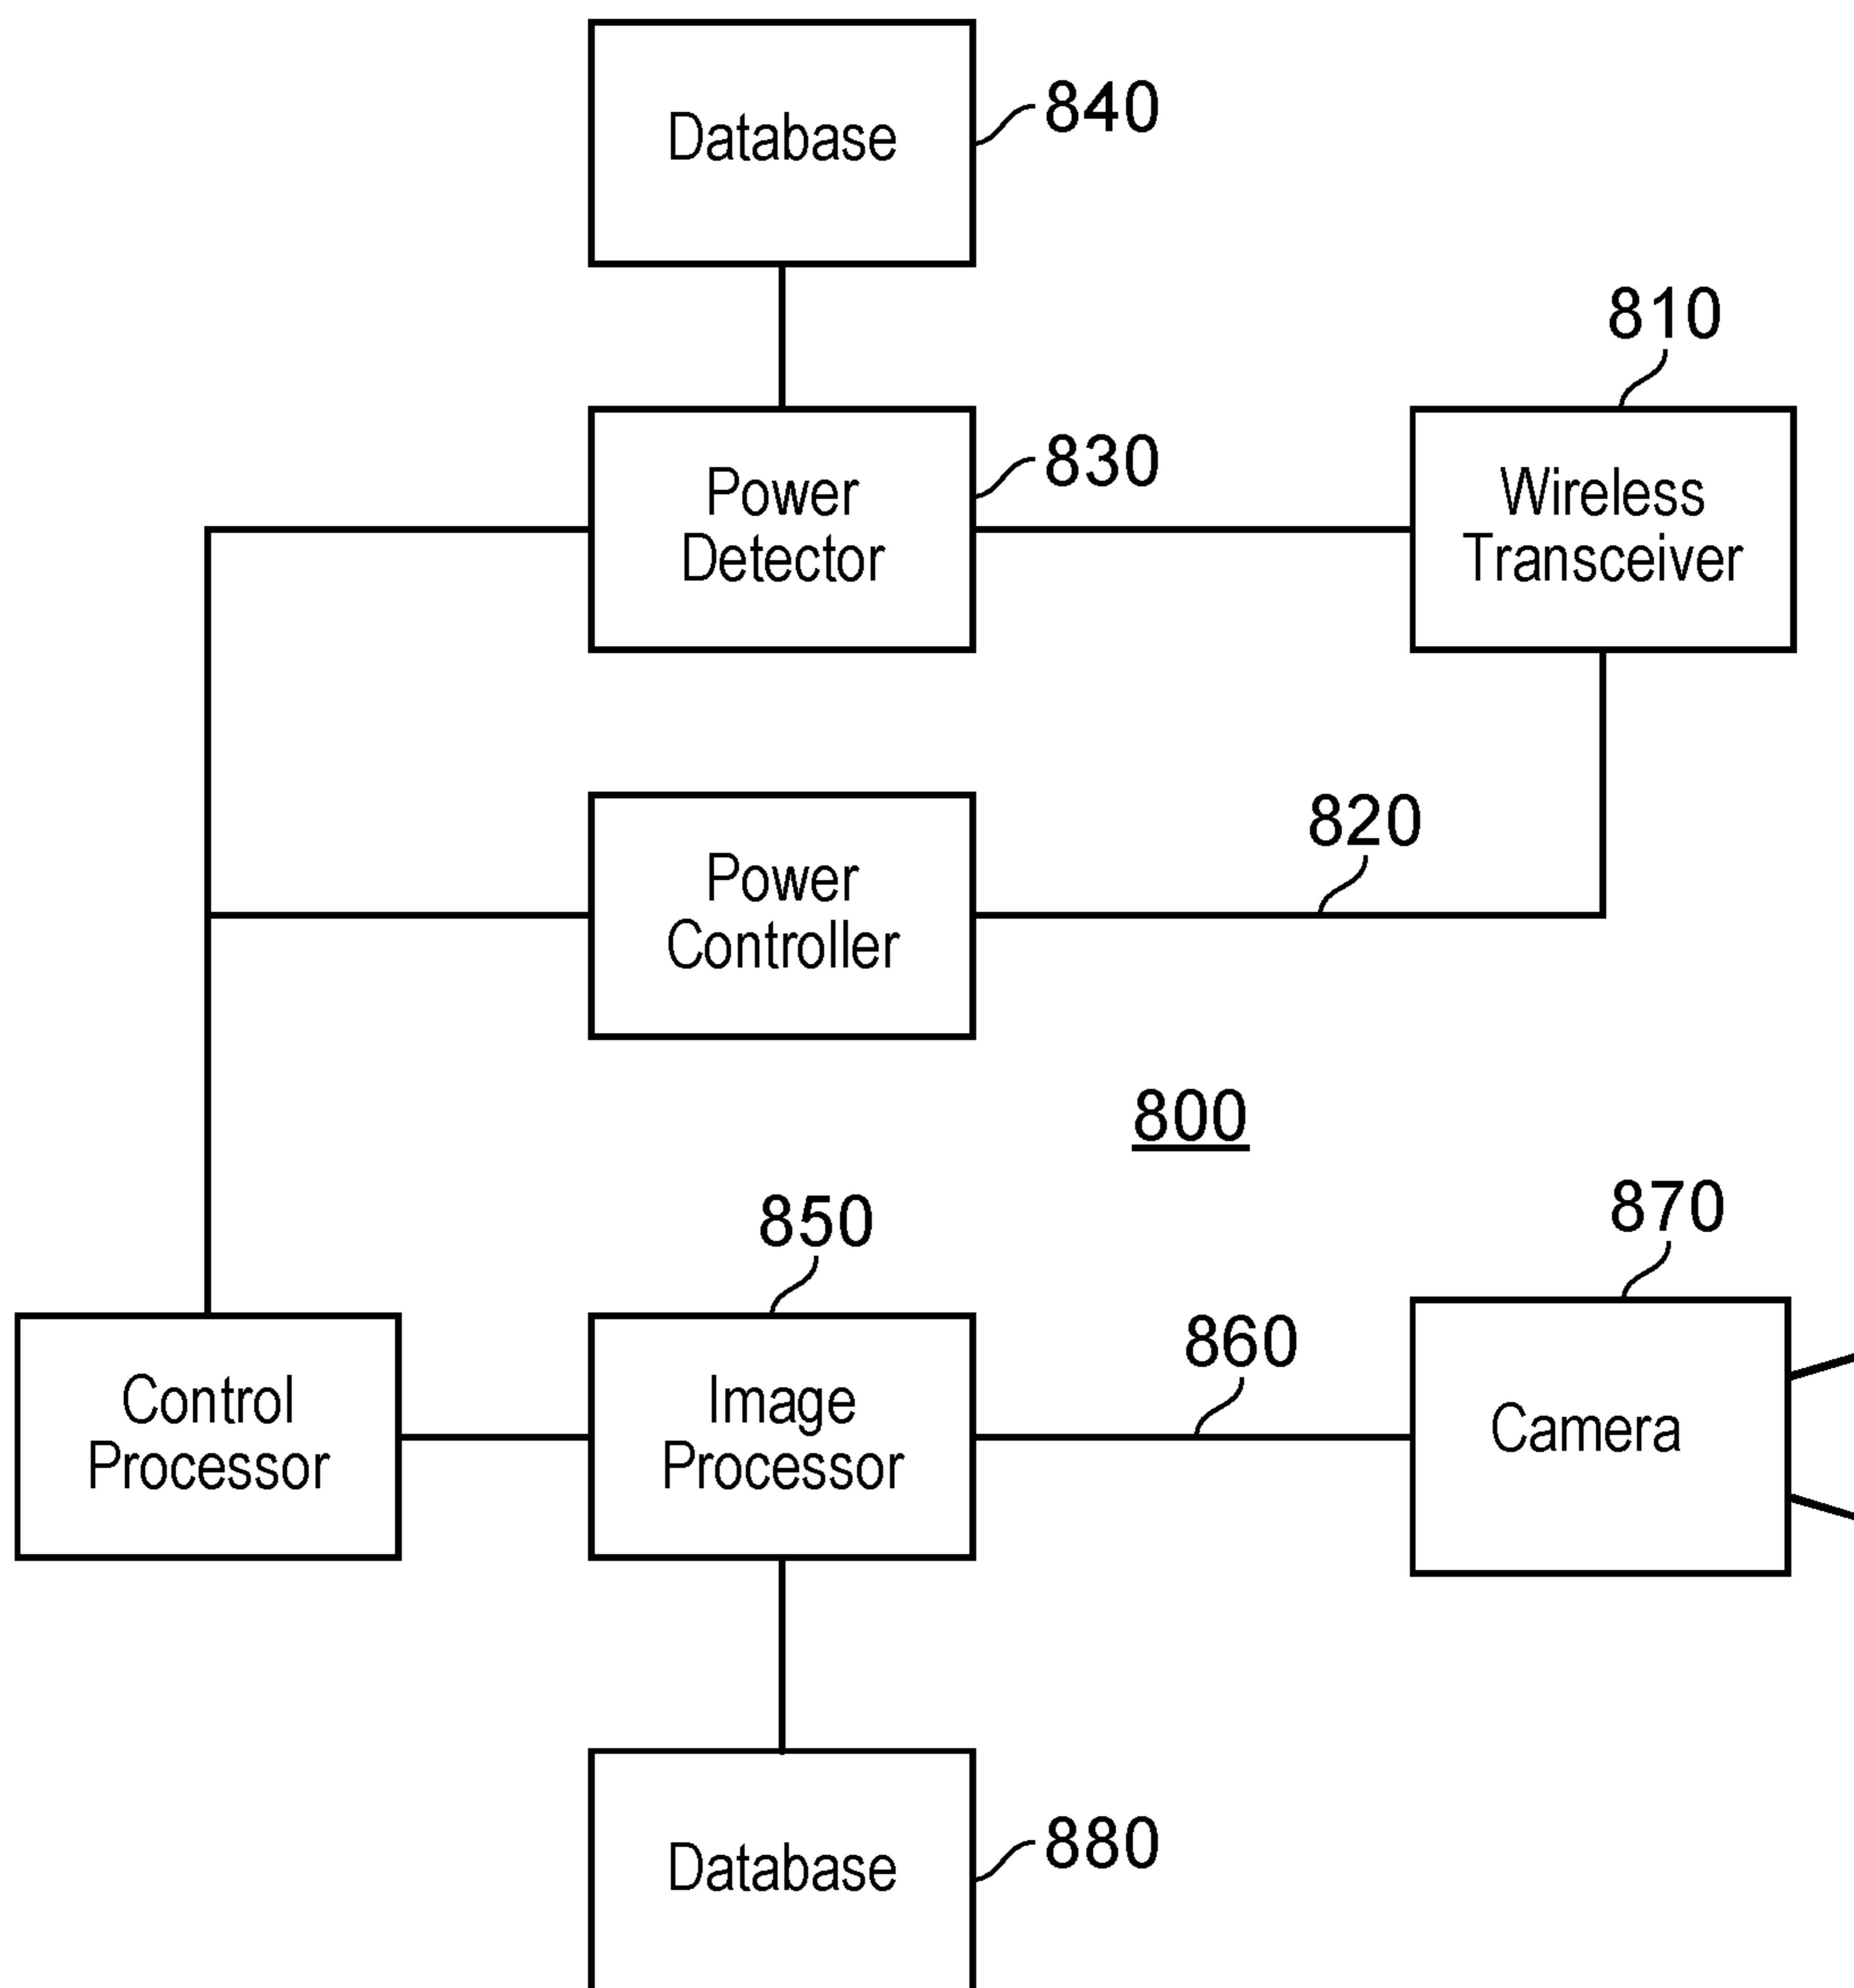 Database
840
810
Power
Detector
830
Wireless
Transceiver
820
Power
Controller
800
850
870
860
Control
Processor
Image
Processor
Camera
Database
880